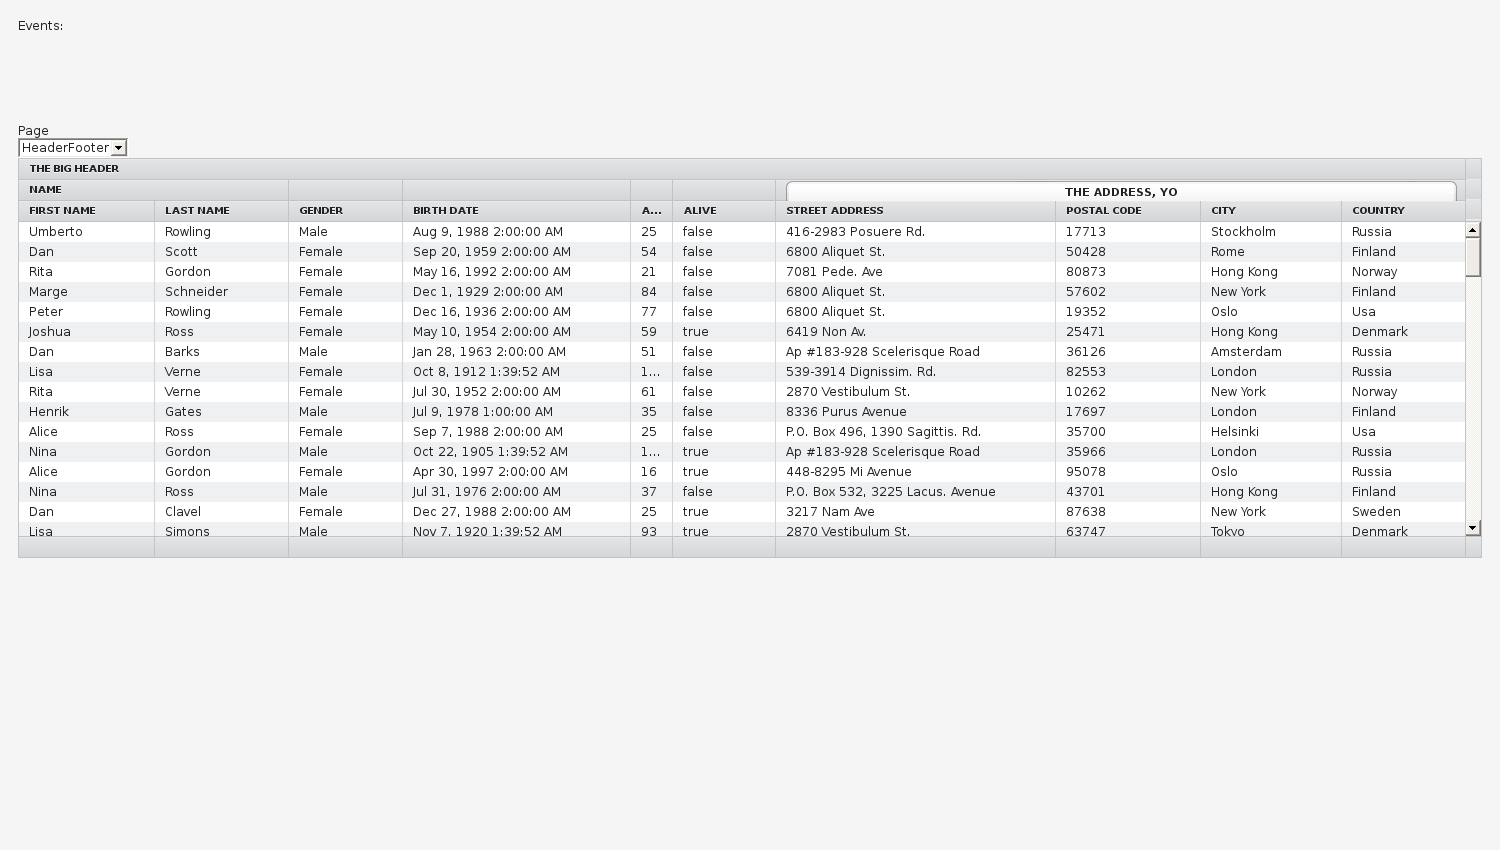 Events:
Page
HeaderFooter
THE BIG HEADER
NAME THE ADDRESS, YO
FIRST NAME LAST NAME GENDER BIRTH DATE A... ALIVE STREET ADDRESS POSTAL CODE CITY COUNTRY
Umberto Rowling Male Aug 9, 1988 2:00:00 AM 25 false 416-2983 Posuere Rd. 17713 Stockholm Russia
Dan Scott Female Sep 20, 1959 2:00:00 AM 54 false 6800 Aliquet St. 50428 Rome Finland
Rita Gordon Female May 16, 1992 2:00:00 AM 21 false 7081 Pede. Ave 80873 Hong Kong Norway
Marge Schneider Female Dec 1, 1929 2:00:00 AM 84 false 6800 Aliquet St. 57602 New York Finland
Peter Rowling Female Dec 16, 1936 2:00:00 AM 77 false 6800 Aliquet St. 19352 Oslo Usa
Joshua Ross Female May 10, 1954 2:00:00 AM 59 true 6419 Non Av. 25471 Hong Kong Denmark
Dan Barks Male Jan 28, 1963 2:00:00 AM 51 false Ap #183-928 Scelerisque Road 36126 Amsterdam Russia
Lisa Verne Female Oct 8, 1912 1:39:52 AM 1... false 539-3914 Dignissim. Rd. 82553 London Russia
Rita Verne Female Jul 30, 1952 2:00:00 AM 61 false 2870 Vestibulum St. 10262 New York Norway
Henrik Gates Male Jul 9, 1978 1:00:00 AM 35 false 8336 Purus Avenue 17697 London Finland
Alice Ross Female Sep 7, 1988 2:00:00 AM 25 false P.O. Box 496, 1390 Sagittis. Rd. 35700 Helsinki Usa
Nina Gordon Male Oct 22, 1905 1:39:52 AM 1... true Ap #183-928 Scelerisque Road 35966 London Russia
Alice Gordon Female Apr 30, 1997 2:00:00 AM 16 true 448-8295 Mi Avenue 95078 Oslo Russia
Nina Ross Male Jul 31, 1976 2:00:00 AM 37 false P.O. Box 532, 3225 Lacus. Avenue 43701 Hong Kong Finland
Dan Clavel Female Dec 27, 1988 2:00:00 AM 25 true 3217 Nam Ave 87638 New York Sweden
Lisa Simons Male Nov 7, 1920 1:39:52 AM 93 true 2870 Vestibulum St. 63747 Tokyo Denmark